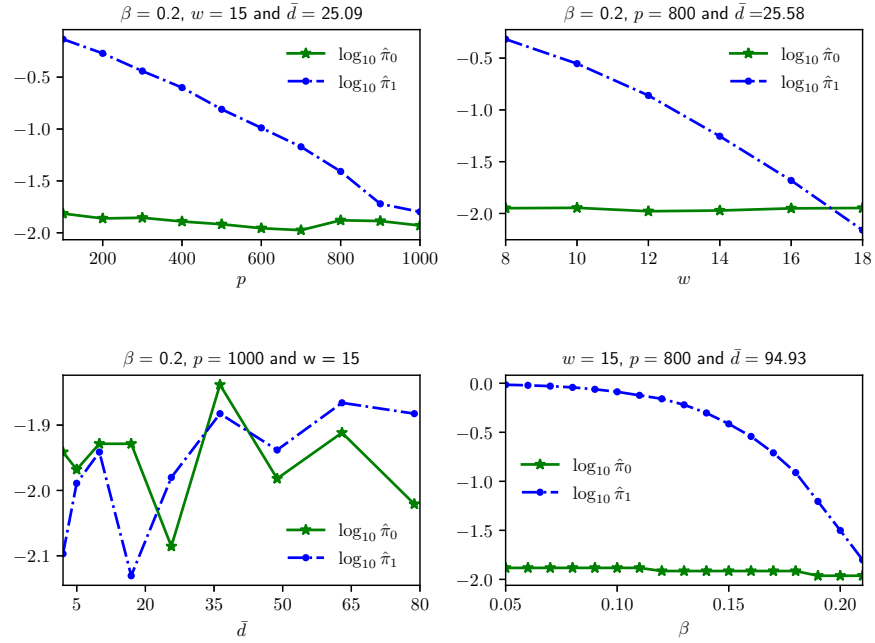 β = 0.2, w = 15 and d̄ = 25.09
−0.5
−1.0
−1.5
−2.0
log₁₀ π̂₀
log₁₀ π̂₁
200 400 600 800 1000
p
β = 0.2, p = 800 and d̄ =25.58
−0.5
−1.0
−1.5
−2.0
log₁₀ π̂₀
log₁₀ π̂₁
8 10 12 14 16 18
w
β = 0.2, p = 1000 and w = 15
−1.9
−2.0
−2.1
log₁₀ π̂₀
log₁₀ π̂₁
5 20 35 50 65 80
d̄
w = 15, p = 800 and d̄ = 94.93
0.0
−0.5
−1.0
−1.5
−2.0
log₁₀ π̂₀
log₁₀ π̂₁
0.05 0.10 0.15 0.20
β